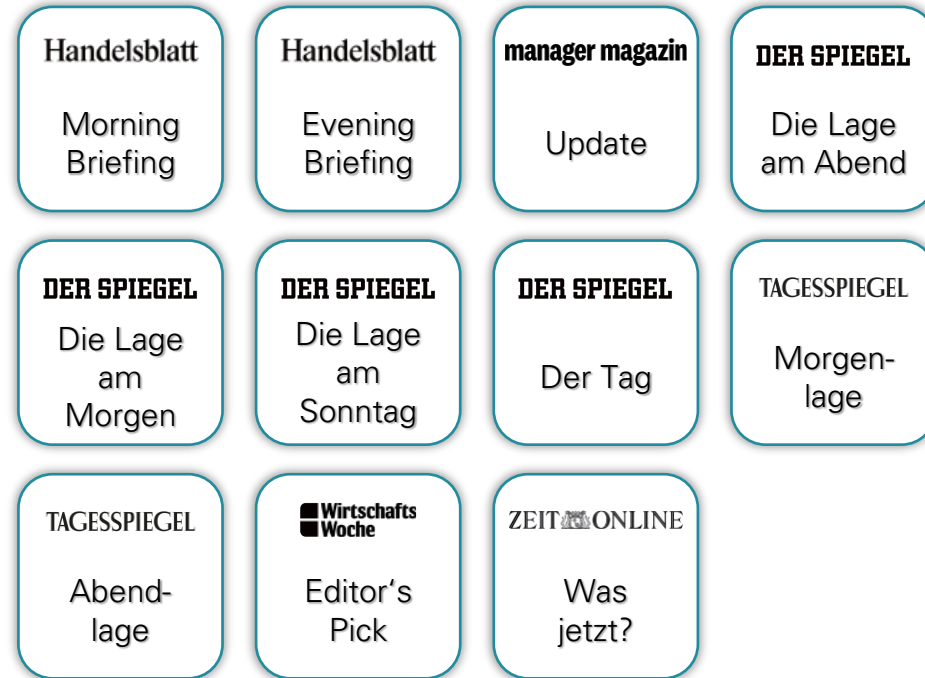 Handelsblatt
Morning
Briefing
Handelsblatt
Evening
Briefing
manager magazin
Update
DER SPIEGEL
Die Lage
am Abend
DER SPIEGEL
Die Lage
am
Morgen
DER SPIEGEL
Die Lage
am
Sonntag
DER SPIEGEL
Der Tag
TAGESSPIEGEL
Morgen-
lage
TAGESSPIEGEL
Abend-
lage
Wirtschafts
Woche
Editor‘s
Pick
ZEIT ONLINE
Was
jetzt?